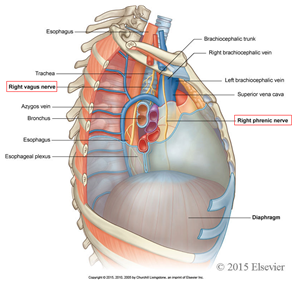 Esophagus
Brachiocephalic trunk
Right brachiocephalic vein
Trachea
Left brachiocephalic vein
Right vagus nerve
Superior vena cava
Azygos vein
Right phrenic nerve
Bronchus
Esophagus
Esophageal plexus
Diaphragm
© 2015 Elsevier
Copyright © 2015, 2010, 2005 by Churchill Livingstone, an imprint of Elsevier Inc.